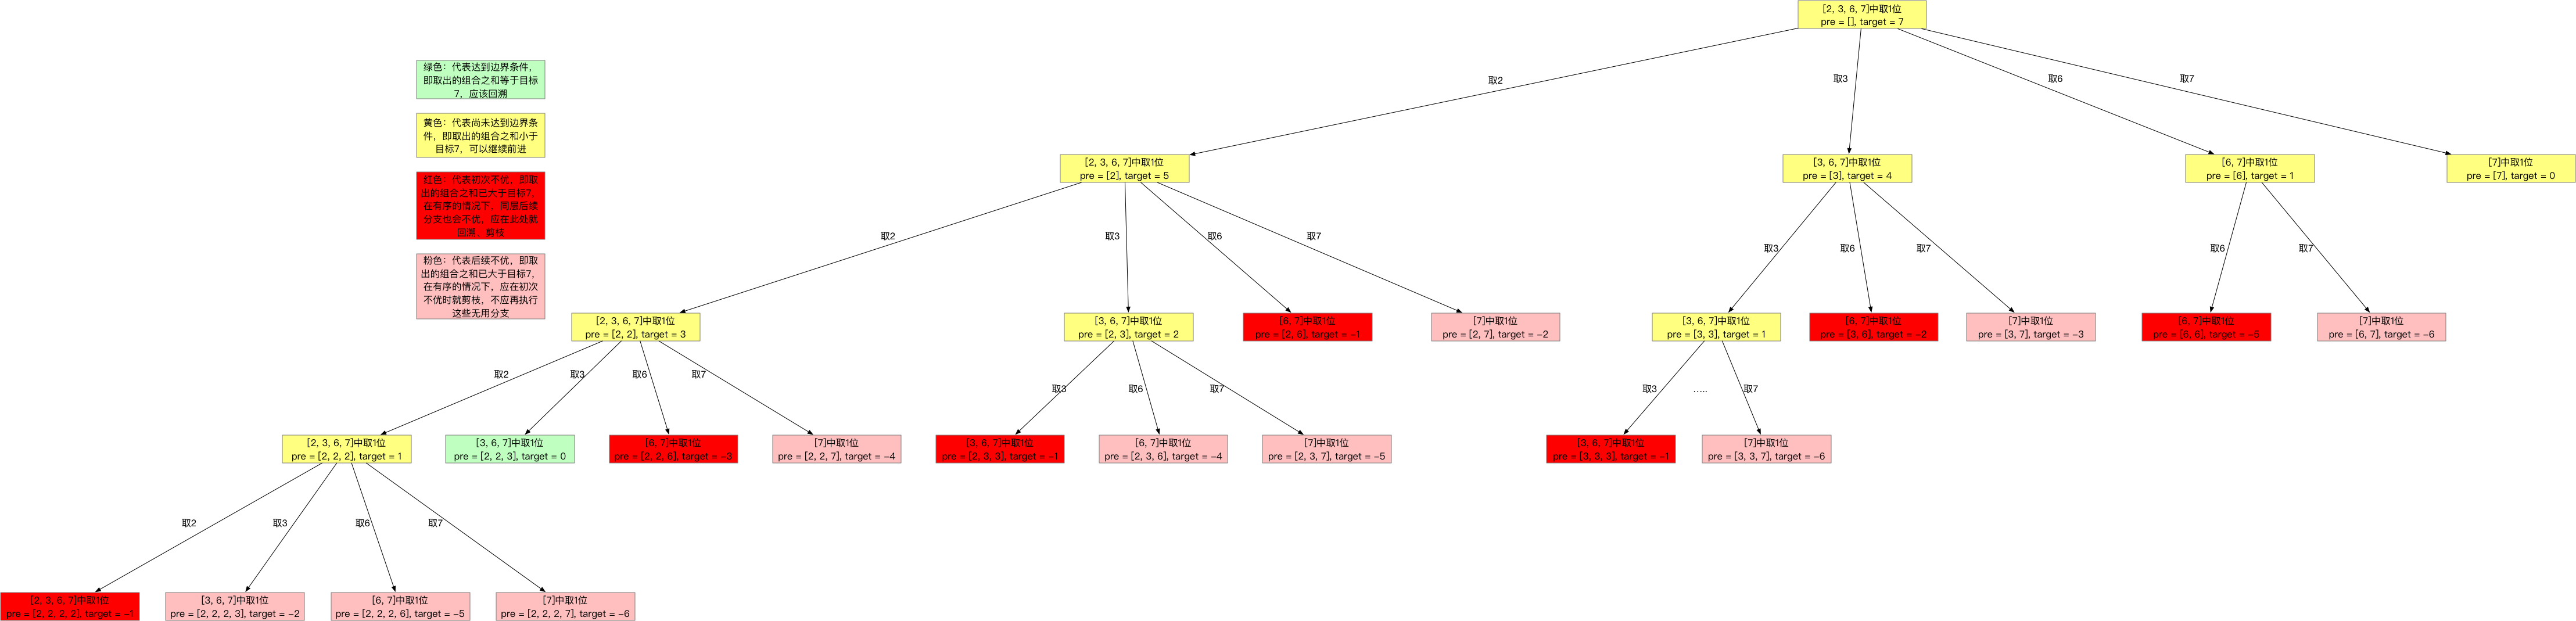 [2, 3, 6, 7]中取1位
pre = [], target = 7
绿色：代表达到边界条件，
即取出的组合之和等于目标
7，应该回溯
黄色：代表尚未达到边界条
件，即取出的组合之和小于
目标7，可以继续前进
红色：代表初次不优，即取
出的组合之和已大于目标7，
在有序的情况下，同层后续
分支也会不优，应在此处就
回溯、剪枝
粉色：代表后续不优，即取
出的组合之和已大于目标7，
在有序的情况下，应在初次
不优时就剪枝，不应再执行
这些无用分支
取2
取3
取6
取7
[2, 3, 6, 7]中取1位
pre = [2], target = 5
[3, 6, 7]中取1位
pre = [3], target = 4
[6, 7]中取1位
pre = [6], target = 1
[7]中取1位
pre = [7], target = 0
取2
取3
取6
取7
取3
取6
取7
取6
取7
[2, 3, 6, 7]中取1位
pre = [2, 2], target = 3
[3, 6, 7]中取1位
pre = [2, 3], target = 2
[6, 7]中取1位
pre = [2, 6], target = −1
[7]中取1位
pre = [2, 7], target = −2
[3, 6, 7]中取1位
pre = [3, 3], target = 1
[6, 7]中取1位
pre = [3, 6], target = −2
[7]中取1位
pre = [3, 7], target = −3
[6, 7]中取1位
pre = [6, 6], target = −5
[7]中取1位
pre = [6, 7], target = −6
取2
取3
取6
取7
取3
取6
取7
取3
.....
取7
[2, 3, 6, 7]中取1位
pre = [2, 2, 2], target = 1
[3, 6, 7]中取1位
pre = [2, 2, 3], target = 0
[6, 7]中取1位
pre = [2, 2, 6], target = −3
[7]中取1位
pre = [2, 2, 7], target = −4
[3, 6, 7]中取1位
pre = [2, 3, 3], target = −1
[6, 7]中取1位
pre = [2, 3, 6], target = −4
[7]中取1位
pre = [2, 3, 7], target = −5
[3, 6, 7]中取1位
pre = [3, 3, 3], target = −1
[7]中取1位
pre = [3, 3, 7], target = −6
取2
取3
取6
取7
[2, 3, 6, 7]中取1位
pre = [2, 2, 2, 2], target = −1
[3, 6, 7]中取1位
pre = [2, 2, 2, 3], target = −2
[6, 7]中取1位
pre = [2, 2, 2, 6], target = −5
[7]中取1位
pre = [2, 2, 2, 7], target = −6